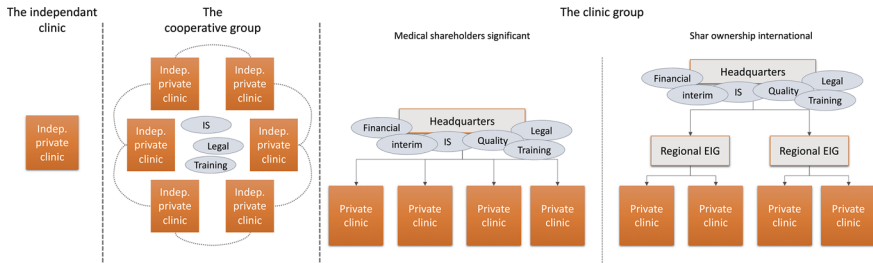 The independant
clinic
The
cooperative group
The clinic group
Medical shareholders significant
Shar ownership international
Indep.
private
clinic
Indep.
private
clinic
Indep.
private
clinic
Indep.
private
clinic
IS
Legal
Training
Indep.
private
clinic
Indep.
private
clinic
Indep.
private
clinic
Headquarters
Financial
interim
IS
Quality
Legal
Training
Private
clinic
Private
clinic
Private
clinic
Private
clinic
Headquarters
Financial
interim
IS
Quality
Legal
Training
Regional EIG
Regional EIG
Private
clinic
Private
clinic
Private
clinic
Private
clinic